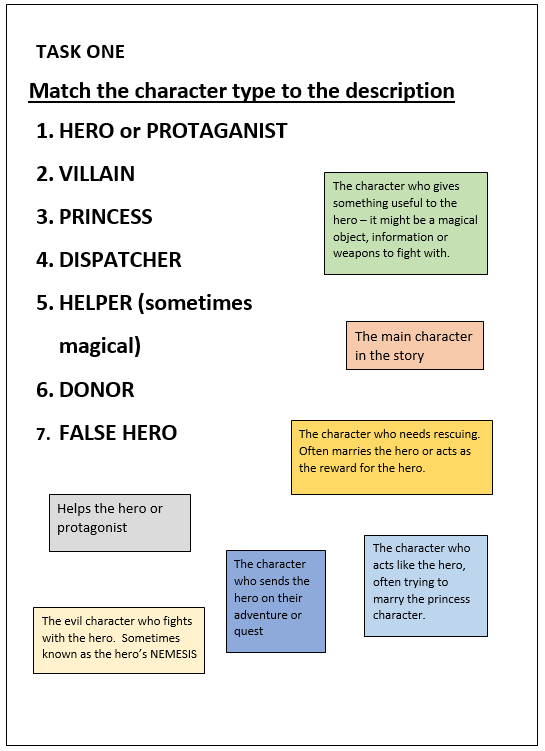 TASK ONE
Match the character type to the description
1. HERO or PROTAGANIST
2. VILLAIN
3. PRINCESS
4. DISPATCHER
5. HELPER (sometimes
magical)
6. DONOR
7. FALSE HERO
The character who gives
something useful to the
hero – it might be a magical
object, information or
weapons to fight with.
The main character
in the story
The character who needs rescuing.
Often marries the hero or acts as
the reward for the hero.
Helps the hero or
protagonist
The character
who sends the
hero on their
adventure or
quest
The character who
acts like the hero,
often trying to
marry the princess
character.
The evil character who fights
with the hero.  Sometimes
known as the hero's NEMESIS